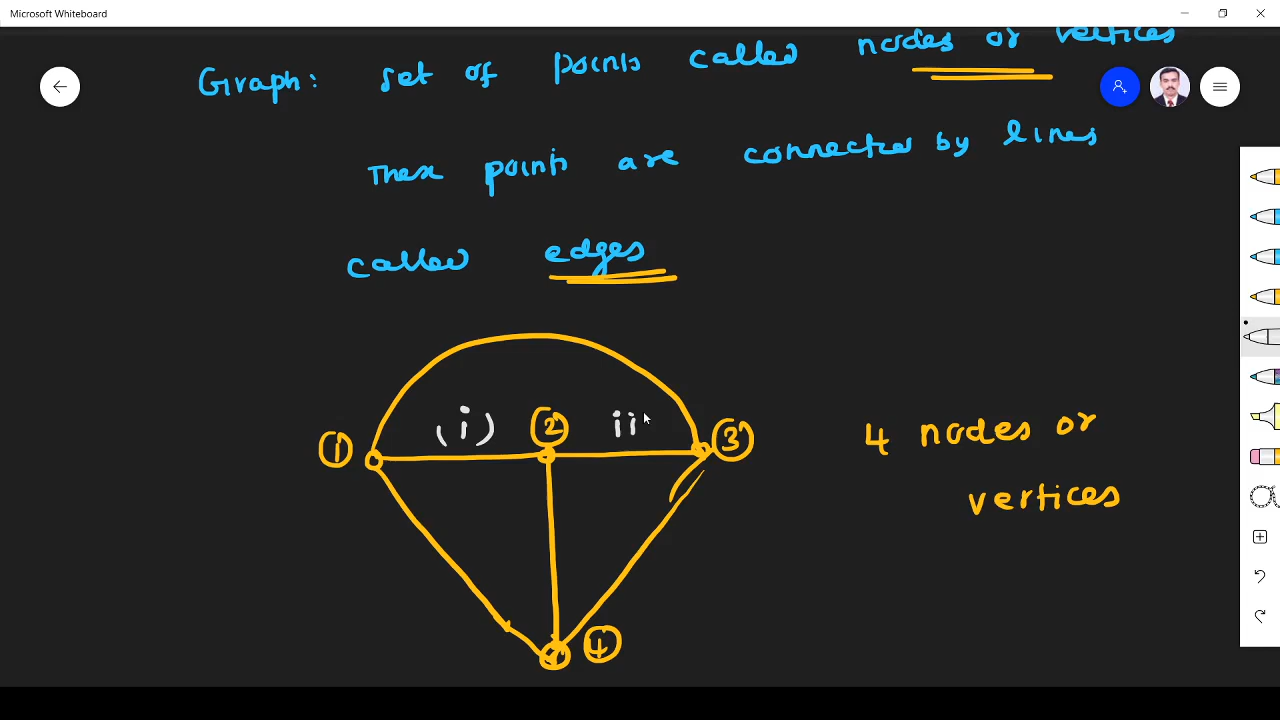 Microsoft Whiteboard
Graph: set of points called nodes or vertices
These points are connected by lines
called edges
(i) ② ii
① ③
4 nodes or
vertices
④